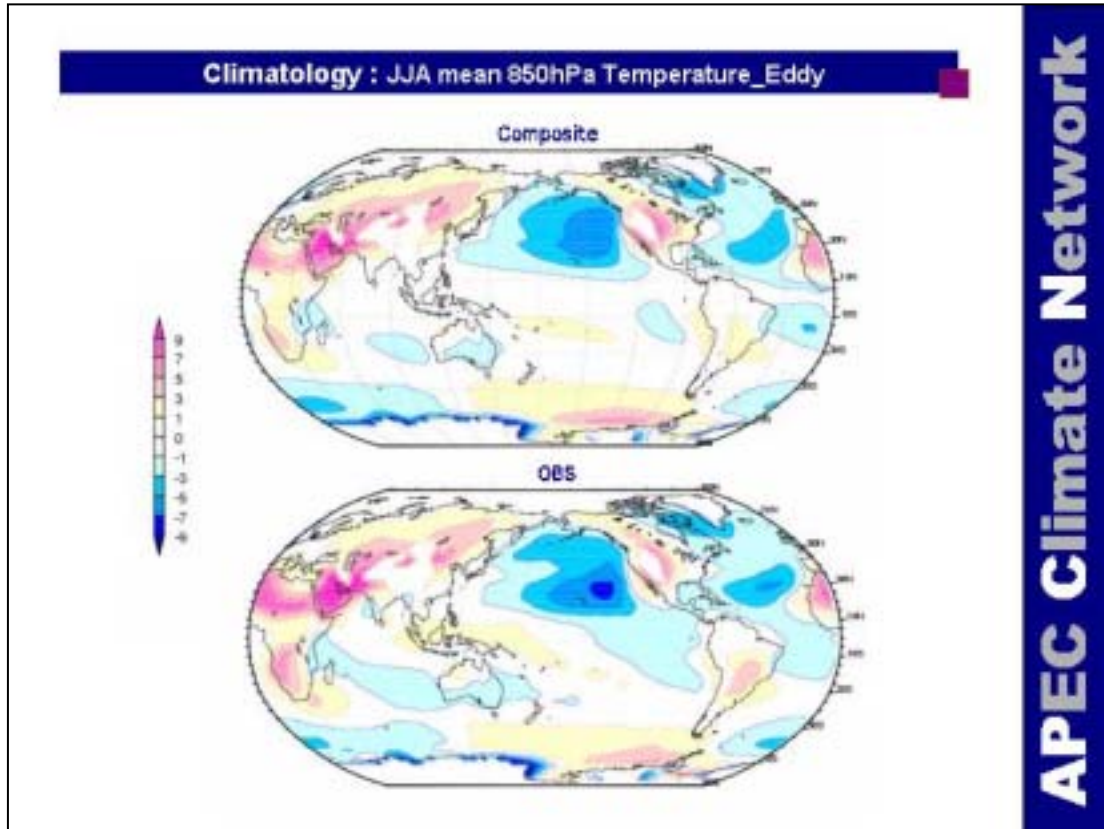 Climatology : JJA mean 850hPa Temperature_Eddy
Composite
9
7
5
3
1
0
-1
-3
-5
-7
-9
OBS
APEC Climate Network